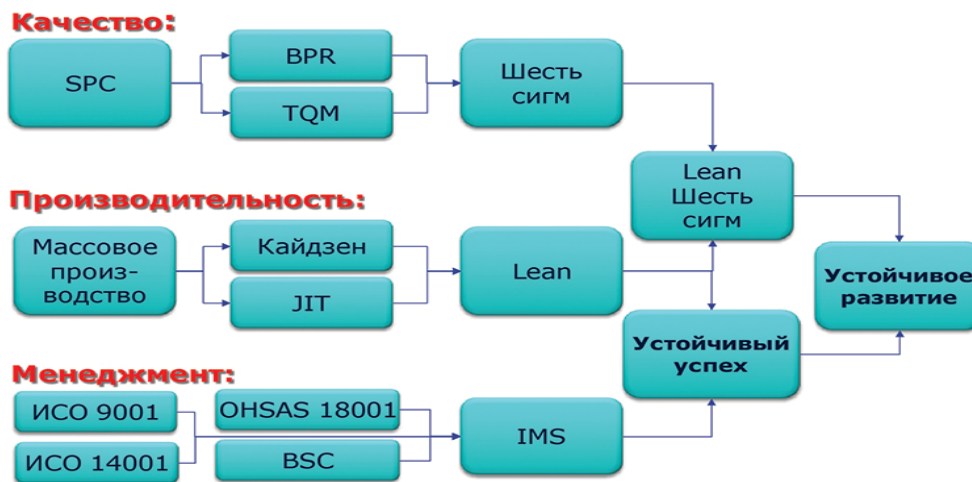 Качество:
SPC
BPR
TQM
Шесть
сигм
Lean
Шесть
сигм
Производительность:
Массовое
произ-
водство
Кайдзен
JIT
Lean
Устойчивое
развитие
Устойчивый
успех
Менеджмент:
ИСО 9001
OHSAS 18001
ИСО 14001
BSC
IMS